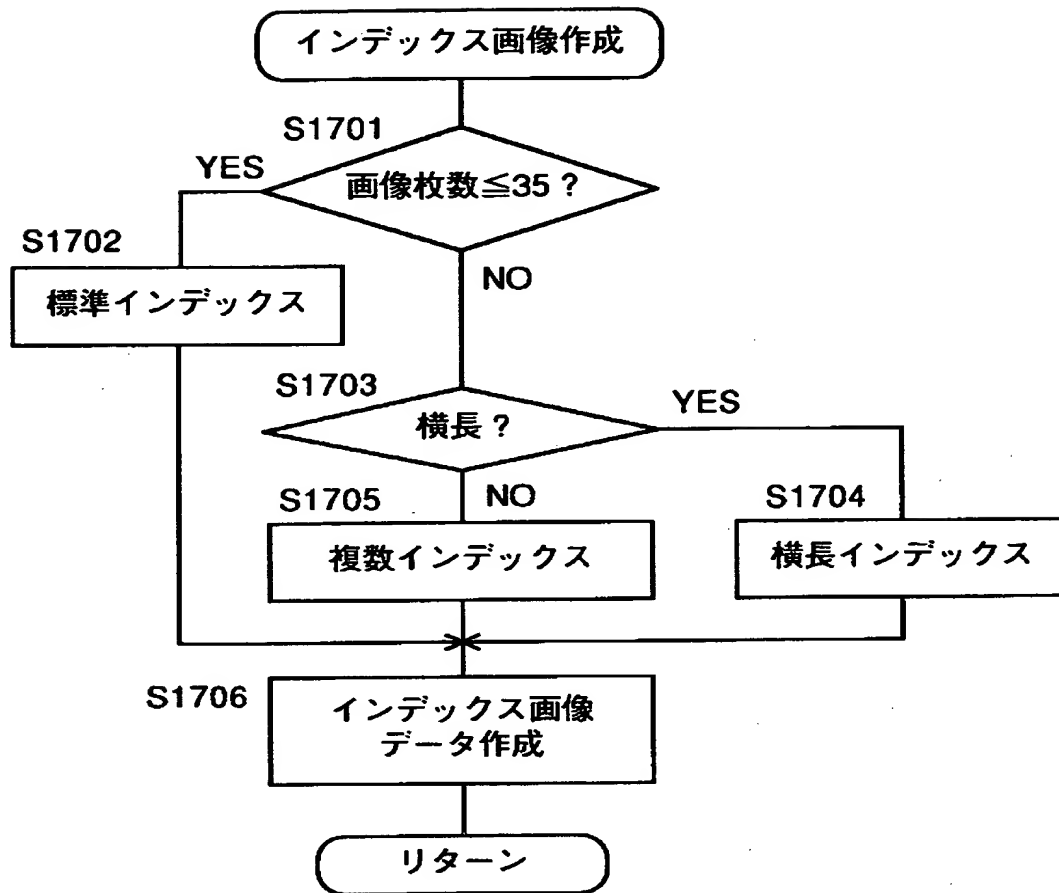 インデックス画像作成
S1701
YES
画像枚数≦35?
S1702
標準インデックス
NO
S1703
横長?
YES
S1705
NO
S1704
複数インデックス
横長インデックス
S1706
インデックス画像
データ作成
リターン